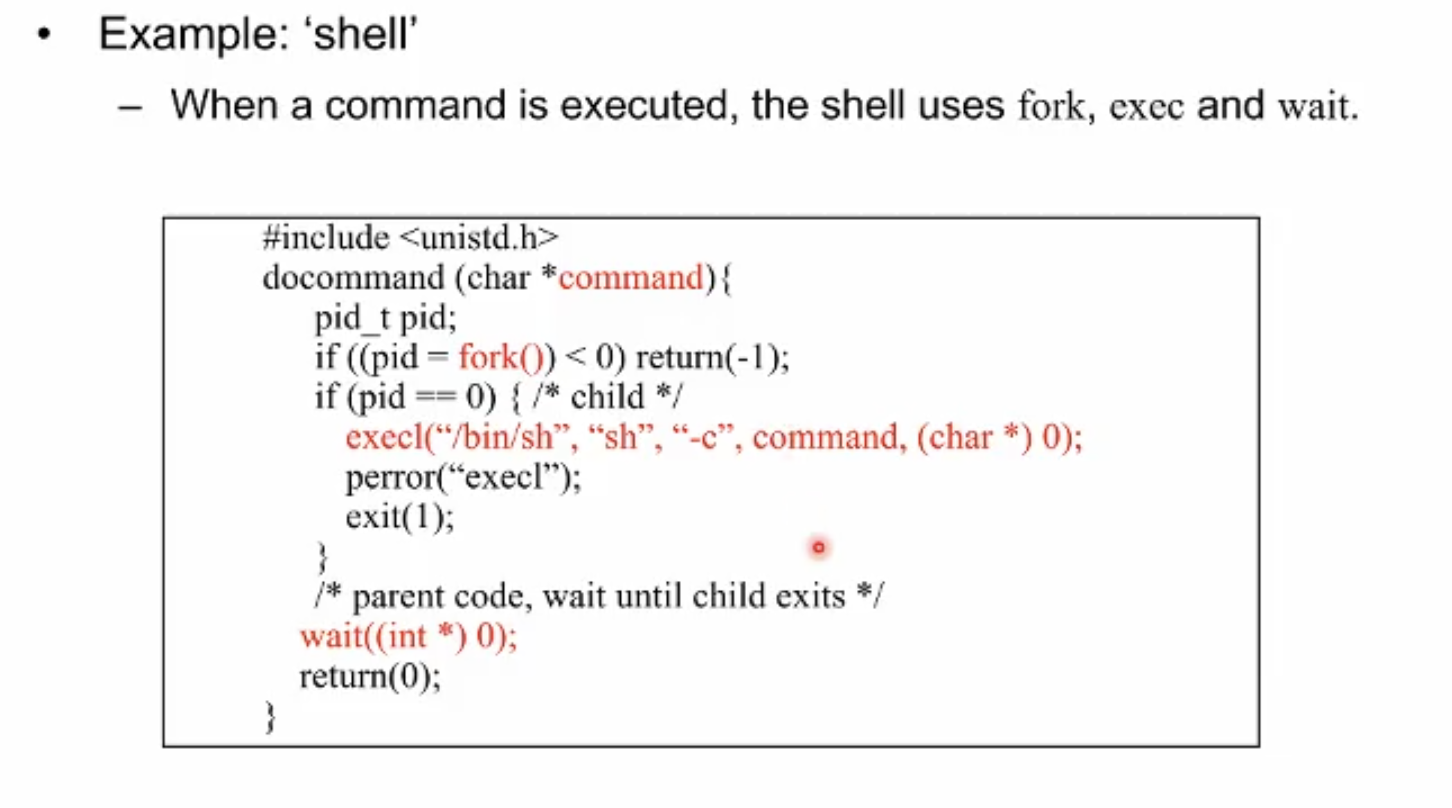 • Example: ‘shell’
– When a command is executed, the shell uses fork, exec and wait.
#include <unistd.h>
docommand (char *command){
pid_t pid;
if ((pid = fork()) < 0) return(-1);
if (pid == 0) { /* child */
execl(“/bin/sh”, “sh”, “-c”, command, (char *) 0);
perror(“execl”);
exit(1);
}
/* parent code, wait until child exits */
wait((int *) 0);
return(0);
}